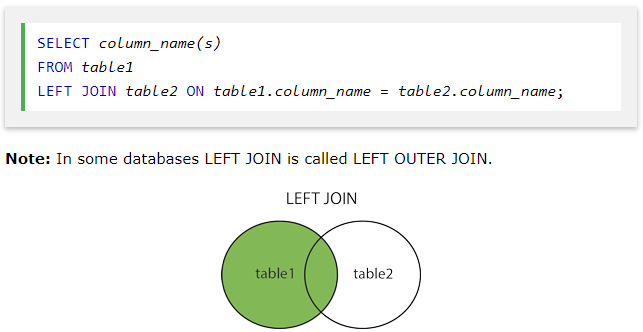 SELECT column_name(s)
FROM table1
LEFT JOIN table2 ON table1.column_name = table2.column_name;
Note: In some databases LEFT JOIN is called LEFT OUTER JOIN.
LEFT JOIN
table1 table2